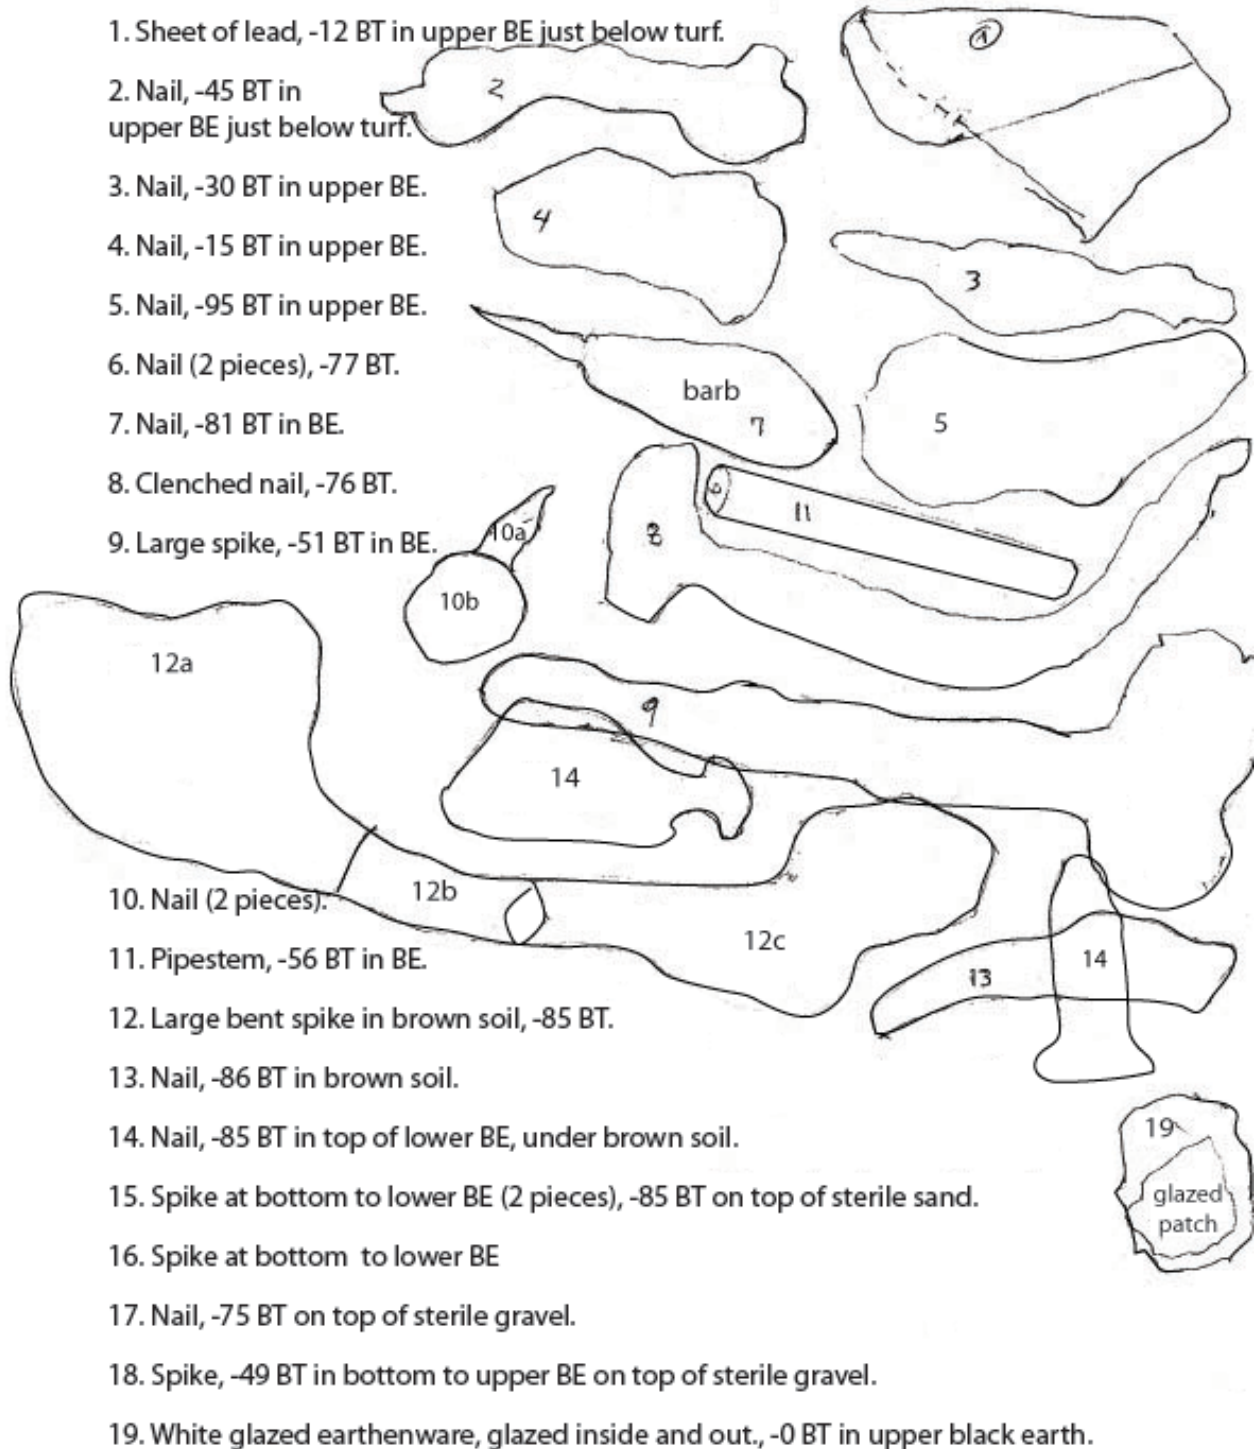 1. Sheet of lead, -12 BT in upper BE just below turf.
1
2. Nail, -45 BT in
upper BE just below turf.
2
3. Nail, -30 BT in upper BE.
4. Nail, -15 BT in upper BE.
4
3
5. Nail, -95 BT in upper BE.
6. Nail (2 pieces), -77 BT.
barb
7
5
7. Nail, -81 BT in BE.
8. Clenched nail, -76 BT.
11
8
10a
9. Large spike, -51 BT in BE.
10b
12a
9
14
12b
10. Nail (2 pieces).
12c
11. Pipestem, -56 BT in BE.
13
14
12. Large bent spike in brown soil, -85 BT.
13. Nail, -86 BT in brown soil.
14. Nail, -85 BT in top of lower BE, under brown soil.
19
15. Spike at bottom to lower BE (2 pieces), -85 BT on top of sterile sand.
glazed
patch
16. Spike at bottom to lower BE
17. Nail, -75 BT on top of sterile gravel.
18. Spike, -49 BT in bottom to upper BE on top of sterile gravel.
19. White glazed earthenware, glazed inside and out., -0 BT in upper black earth.